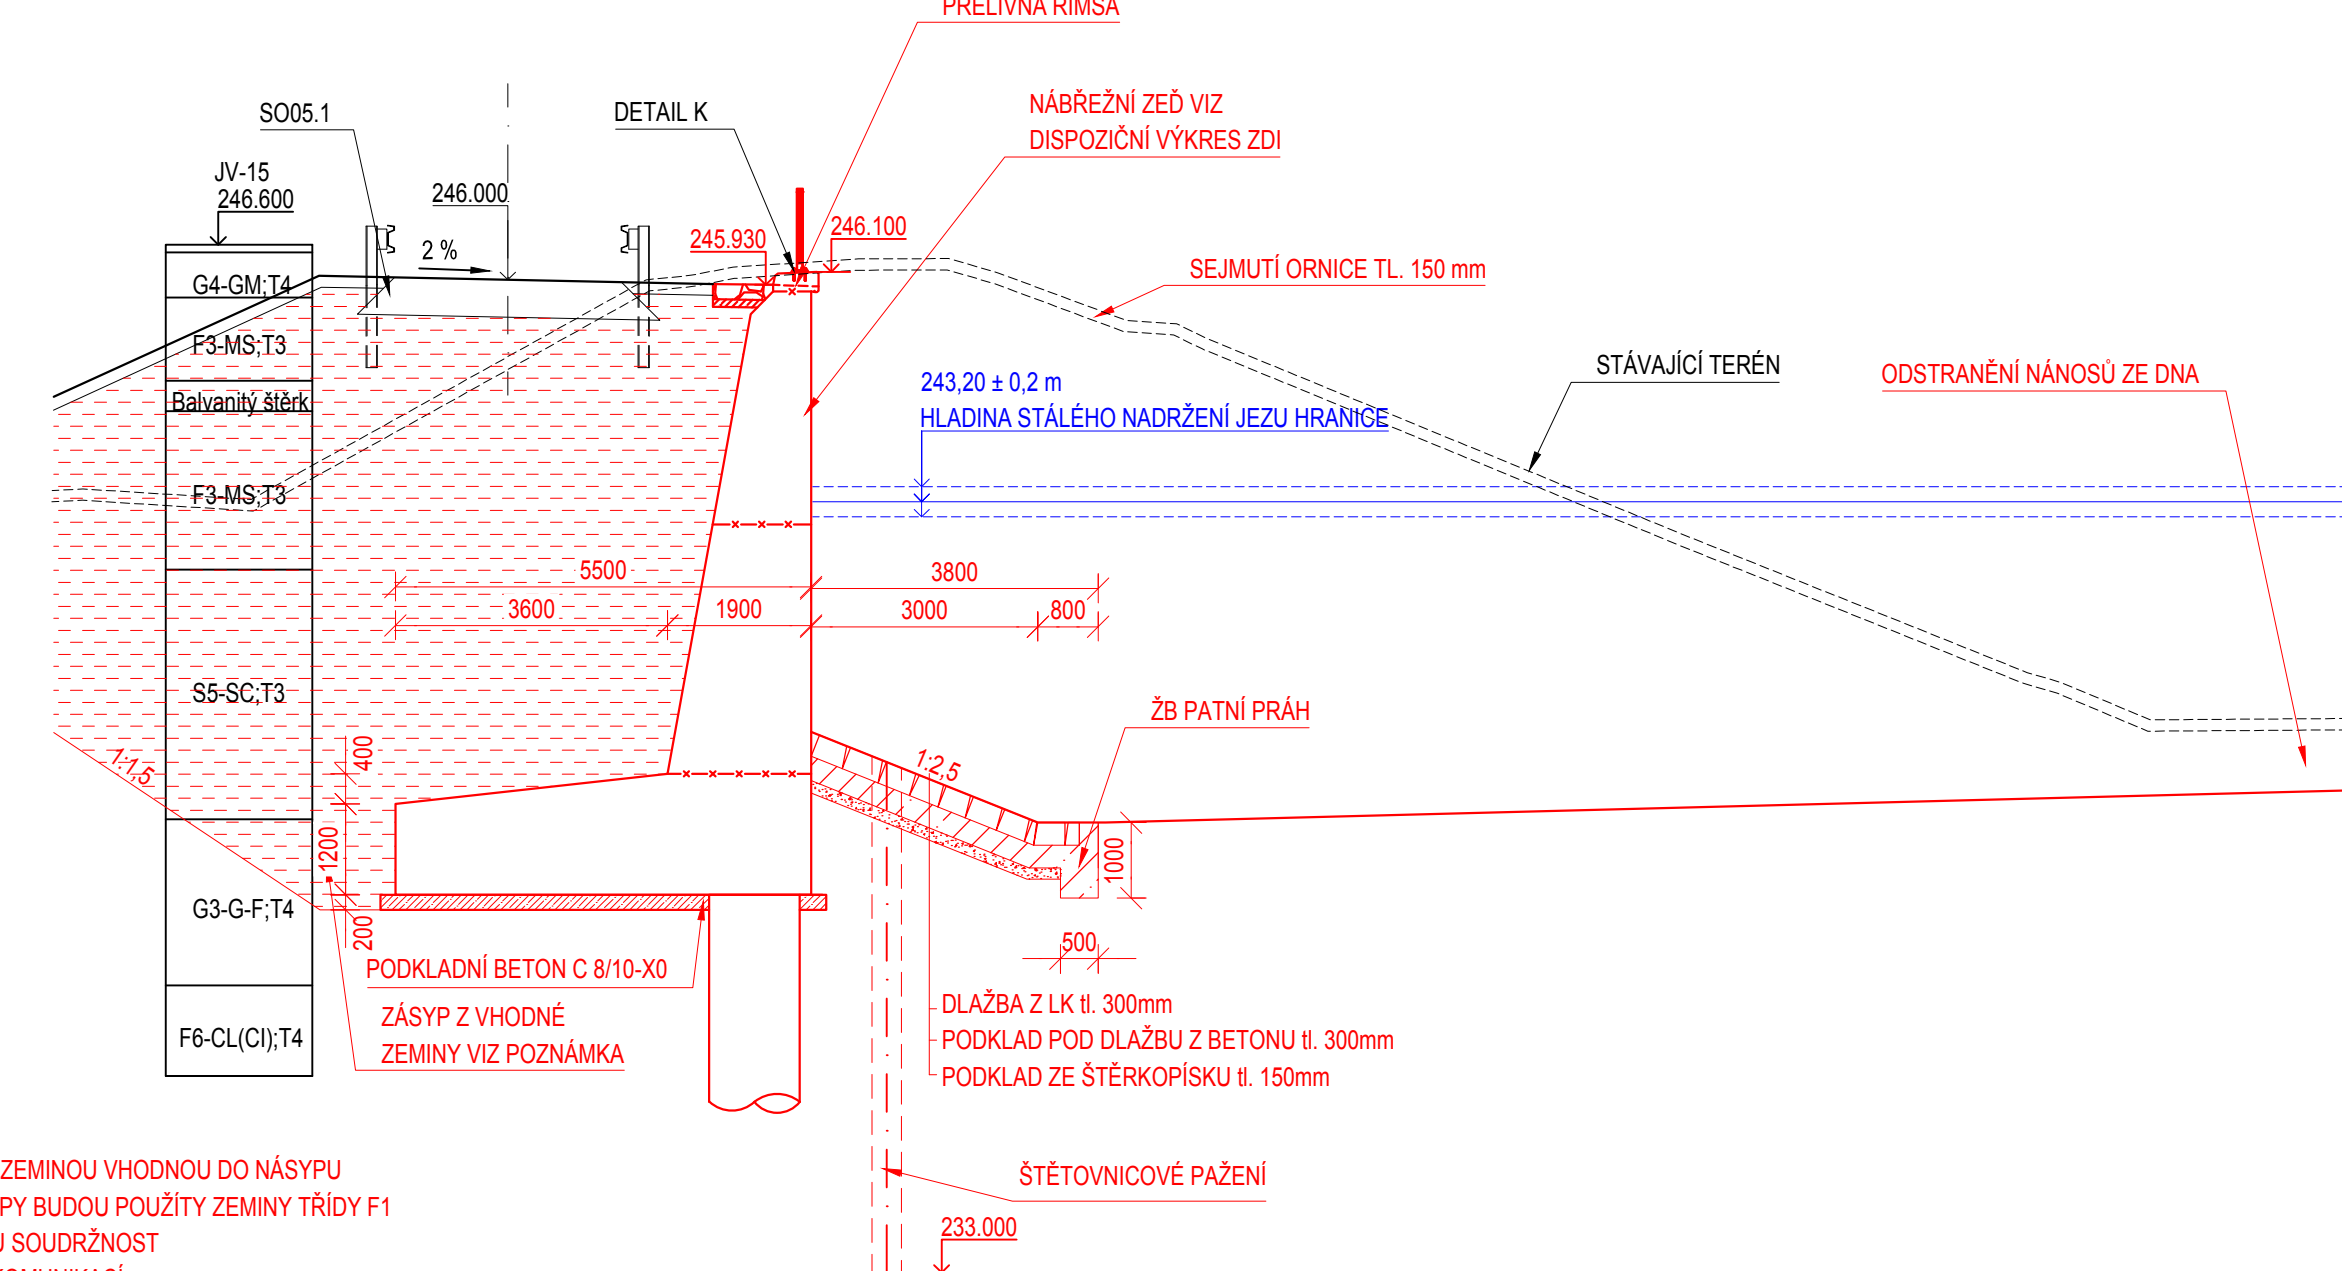 PŘELIVNÁ ŘÍMSA
SO05.1
DETAIL K
NÁBŘEŽNÍ ZEĎ VIZ
DISPOZIČNÍ VÝKRES ZDI
JV-15
246.600
246.000
2 %
245.930
246.100
SEJMUTÍ ORNICE TL. 150 mm
G4-GM;T4
F3-MS;T3
Balvanitý štěrk
F3-MS;T3
S5-SC;T3
G3-G-F;T4
F6-CL(CI);T4
STÁVAJÍCÍ TERÉN
ODSTRANĚNÍ NÁNOSŮ ZE DNA
243,20 ± 0,2 m
HLADINA STÁLÉHO NADRŽENÍ JEZU HRANICE
5500
3800
3600
1900
3000
800
ŽB PATNÍ PRÁH
1:1,5
400
1:2,5
1200
1000
200
500
PODKLADNÍ BETON C 8/10-X0
ZÁSYP Z VHODNÉ
ZEMINY VIZ POZNÁMKA
DLAŽBA Z LK tl. 300mm
PODKLAD POD DLAŽBU Z BETONU tl. 300mm
PODKLAD ZE ŠTĚRKOPÍSKU tl. 150mm
ŠTĚTOVNICOVÉ PAŽENÍ
233.000
ZEMINOU VHODNOU DO NÁSYPU
PY BUDOU POUŽÍTY ZEMINY TŘÍDY F1
U SOUDRŽNOST
KOMUNIKACÍ